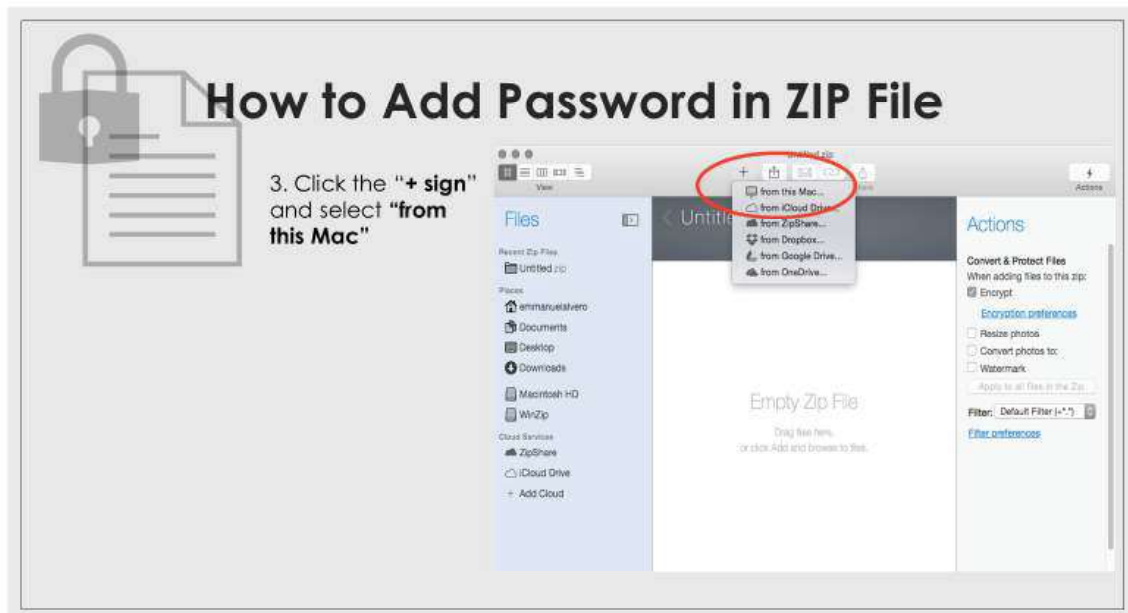 How to Add Password in ZIP File
3. Click the "+ sign"
and select "from
this Mac"
Untitled.zip
View
Actions
+
from this Mac...
from iCloud Drive...
from ZipShare...
from Dropbox...
from Google Drive...
from OneDrive...
Files
Recent Zip Files
Untitled.zip
Places
emmanuelalvero
Documents
Desktop
Downloads
Macintosh HD
WinZip
Cloud Services
ZipShare
iCloud Drive
+ Add Cloud
Empty Zip File
Drag files here,
or click Add and browse to files.
Actions
Convert & Protect Files
When adding files to this zip:
Encrypt
Encryption preferences
Resize photos
Convert photos to:
Watermark
Apply to all files in the Zip
Filter: Default Filter (+*.*)
Filter preferences